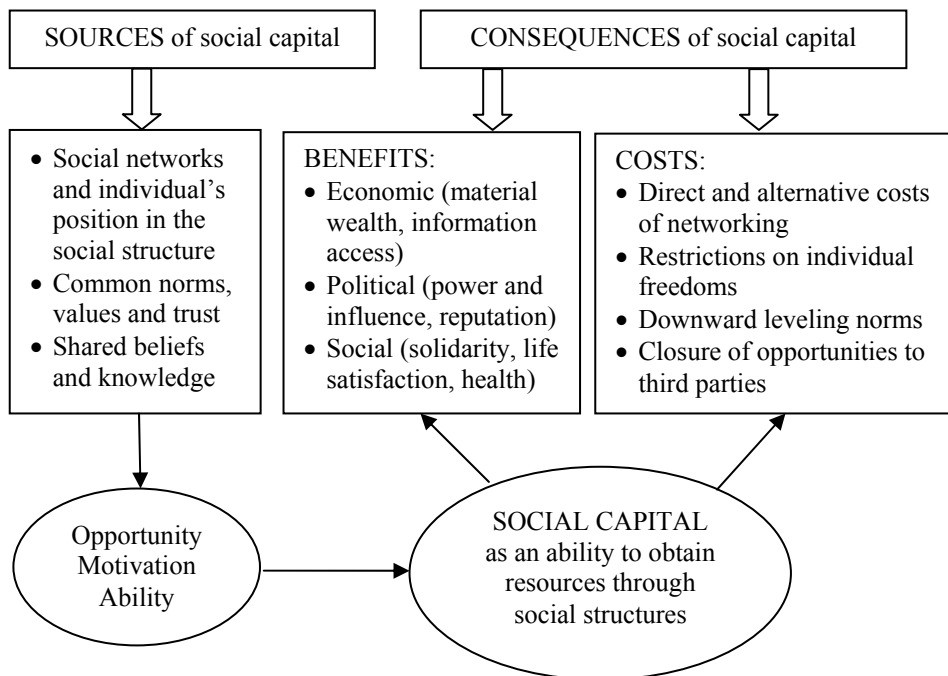 SOURCES of social capital
CONSEQUENCES of social capital
• Social networks
and individual’s
position in the
social structure
• Common norms,
values and trust
• Shared beliefs
and knowledge
BENEFITS:
• Economic (material
wealth, information
access)
• Political (power and
influence, reputation)
• Social (solidarity, life
satisfaction, health)
COSTS:
• Direct and alternative costs
of networking
• Restrictions on individual
freedoms
• Downward leveling norms
• Closure of opportunities to
third parties
Opportunity
Motivation
Ability
SOCIAL CAPITAL
as an ability to obtain
resources through
social structures